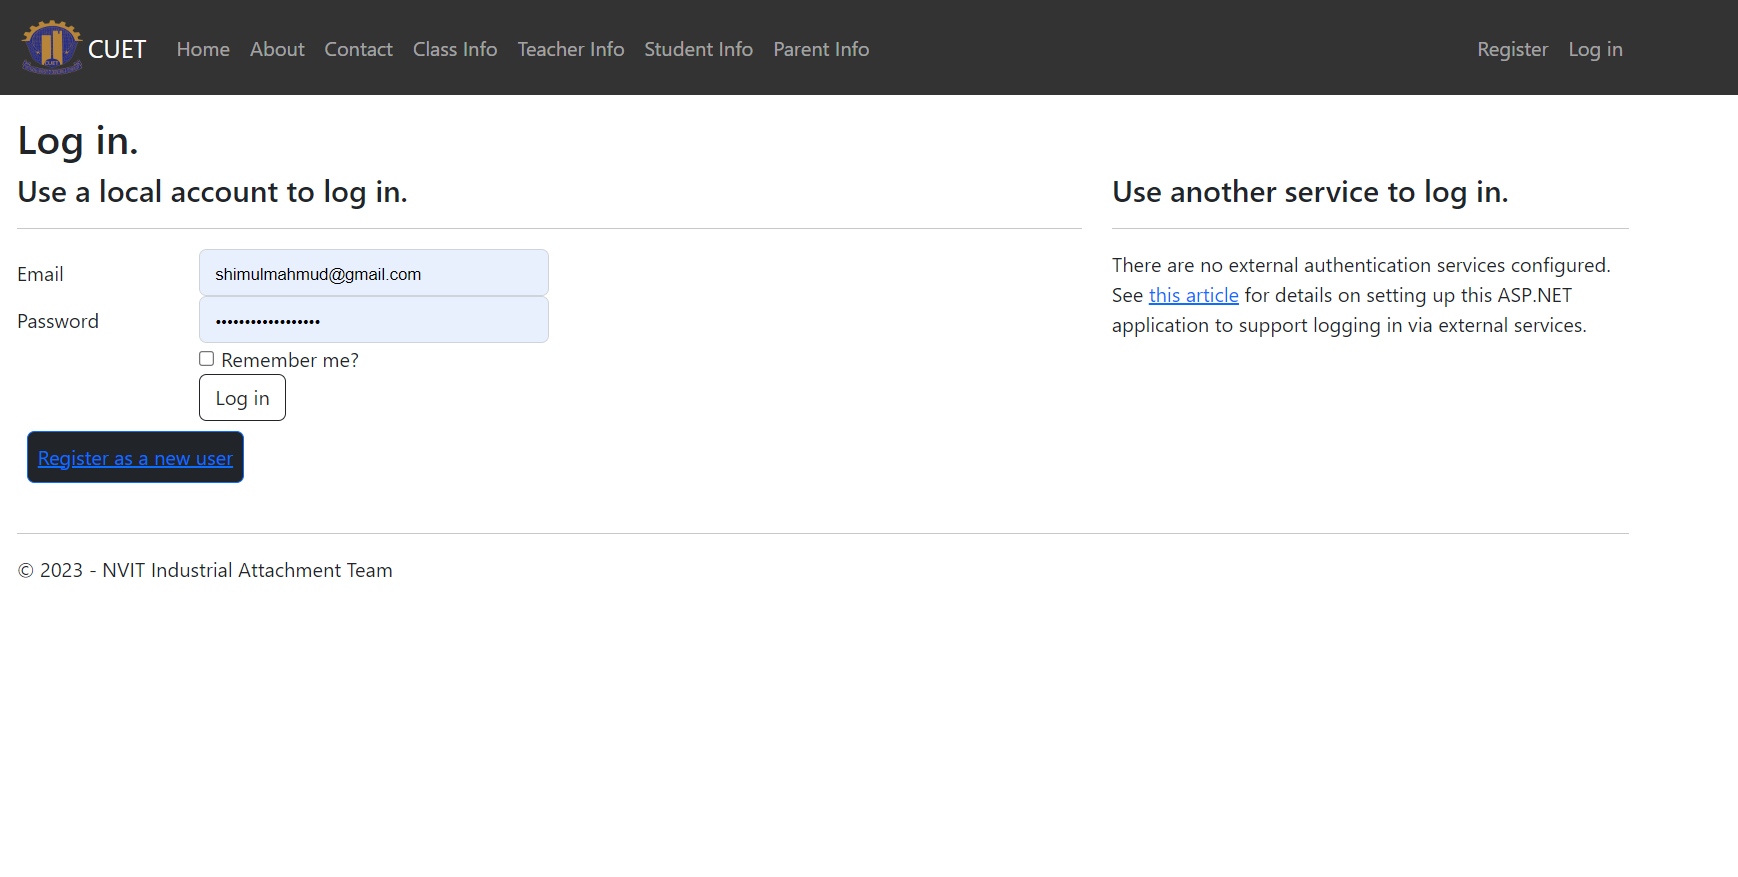 CUET Home About Contact Class Info Teacher Info Student Info Parent Info Register Log in
Log in.
Use a local account to log in.
Email shimulmahmud@gmail.com
Password ••••••••••••••••••
Remember me?
Log in
Register as a new user
Use another service to log in.
There are no external authentication services configured.
See this article for details on setting up this ASP.NET
application to support logging in via external services.
© 2023 - NVIT Industrial Attachment Team